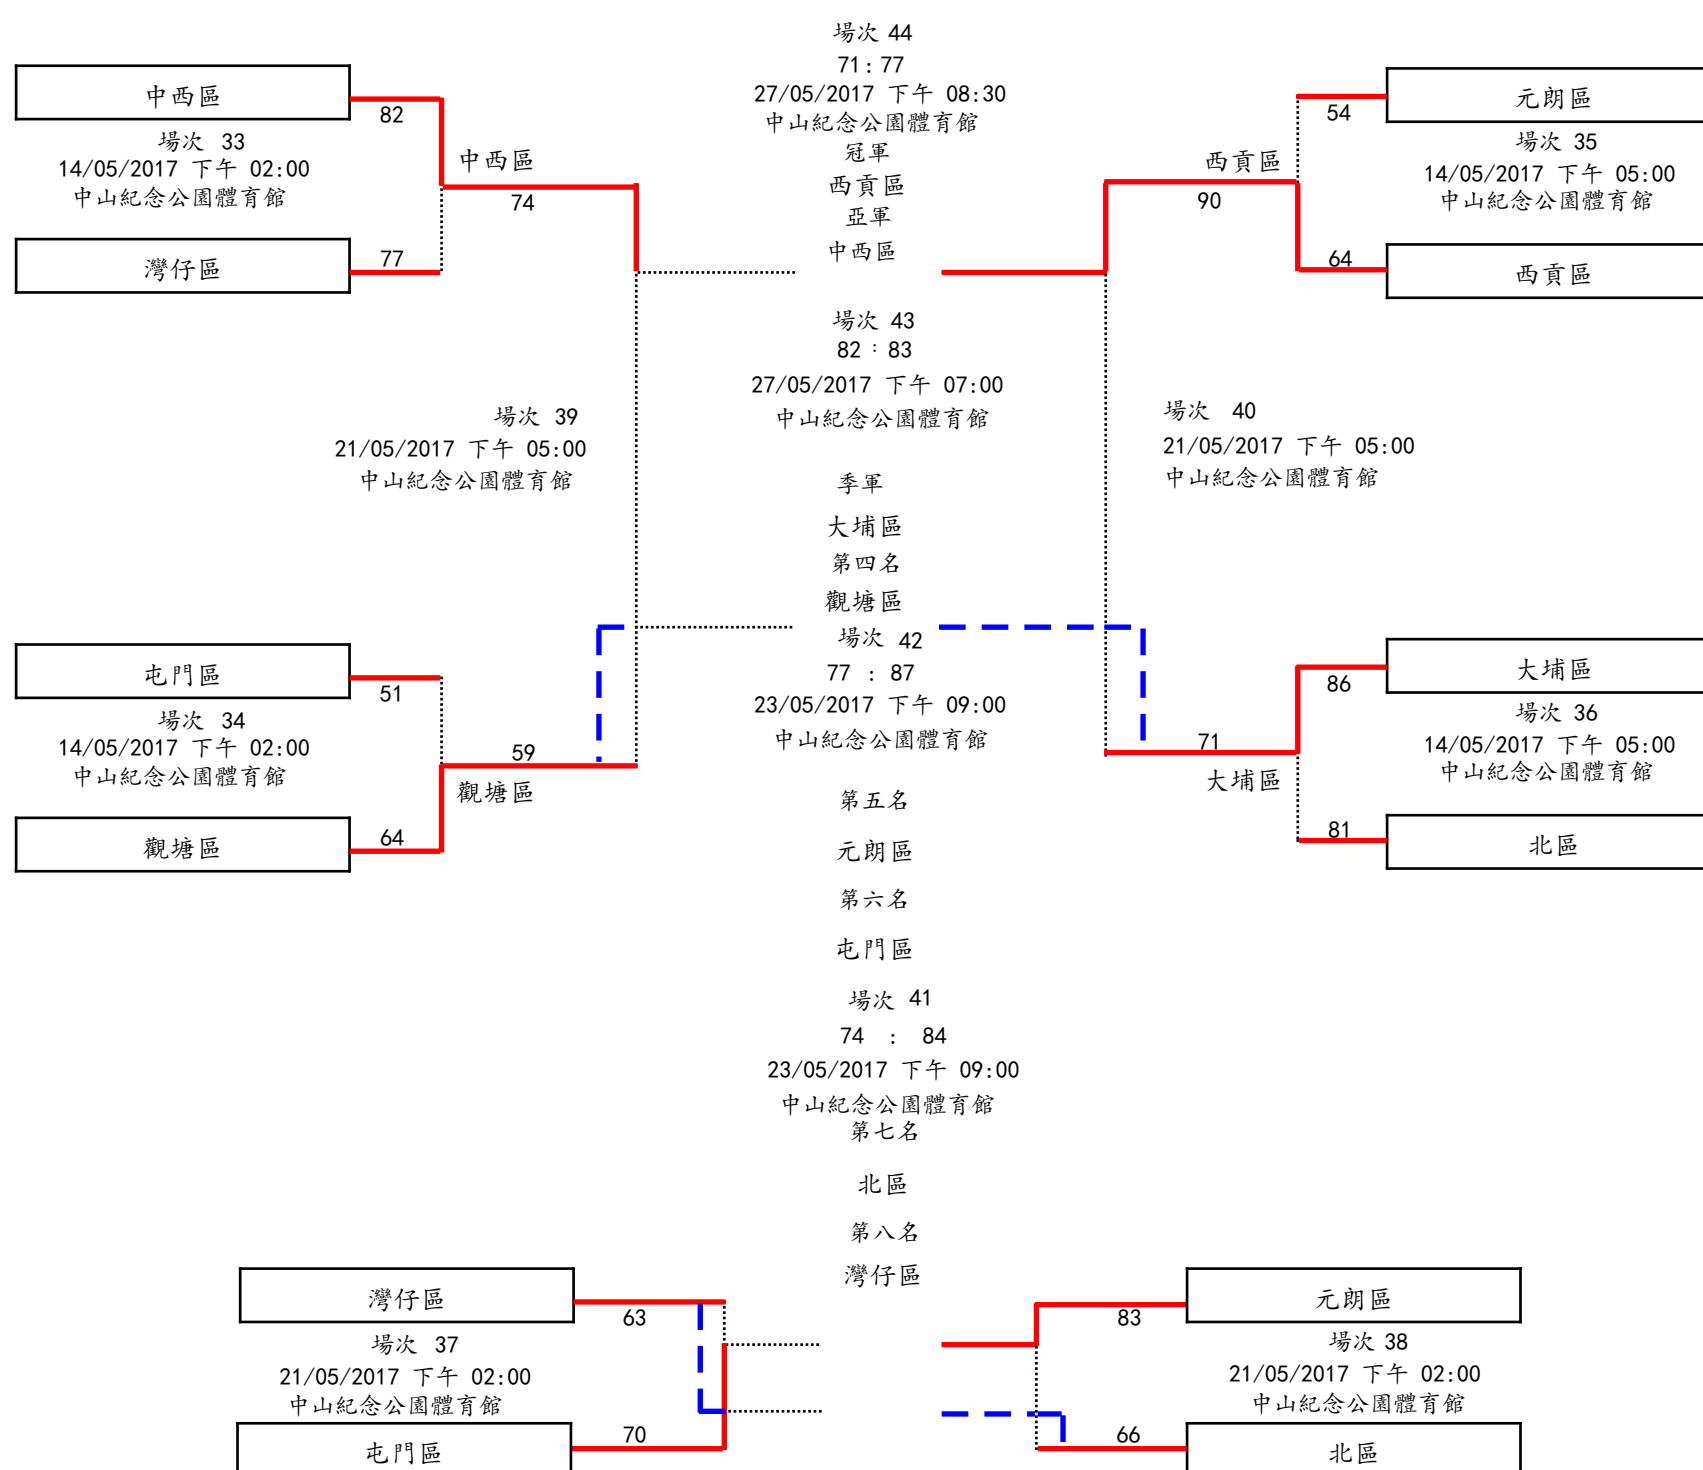 場次 44
71：77
27/05/2017 下午 08:30
中山紀念公園體育館
冠軍
西貢區
亞軍
中西區
中西區
82
場次 33
14/05/2017 下午 02:00
中山紀念公園體育館
灣仔區
77
中西區
74
西貢區
90
元朗區
54
場次 35
14/05/2017 下午 05:00
中山紀念公園體育館
西貢區
64
場次 43
82：83
27/05/2017 下午 07:00
中山紀念公園體育館
場次 39
21/05/2017 下午 05:00
中山紀念公園體育館
場次 40
21/05/2017 下午 05:00
中山紀念公園體育館
季軍
大埔區
第四名
觀塘區
場次 42
77 : 87
23/05/2017 下午 09:00
中山紀念公園體育館
屯門區
51
場次 34
14/05/2017 下午 02:00
中山紀念公園體育館
觀塘區
64
59
觀塘區
71
大埔區
大埔區
86
場次 36
14/05/2017 下午 05:00
中山紀念公園體育館
北區
81
第五名
元朗區
第六名
屯門區
場次 41
74 : 84
23/05/2017 下午 09:00
中山紀念公園體育館
第七名
北區
第八名
灣仔區
灣仔區
63
場次 37
21/05/2017 下午 02:00
中山紀念公園體育館
屯門區
70
元朗區
83
場次 38
21/05/2017 下午 02:00
中山紀念公園體育館
北區
66